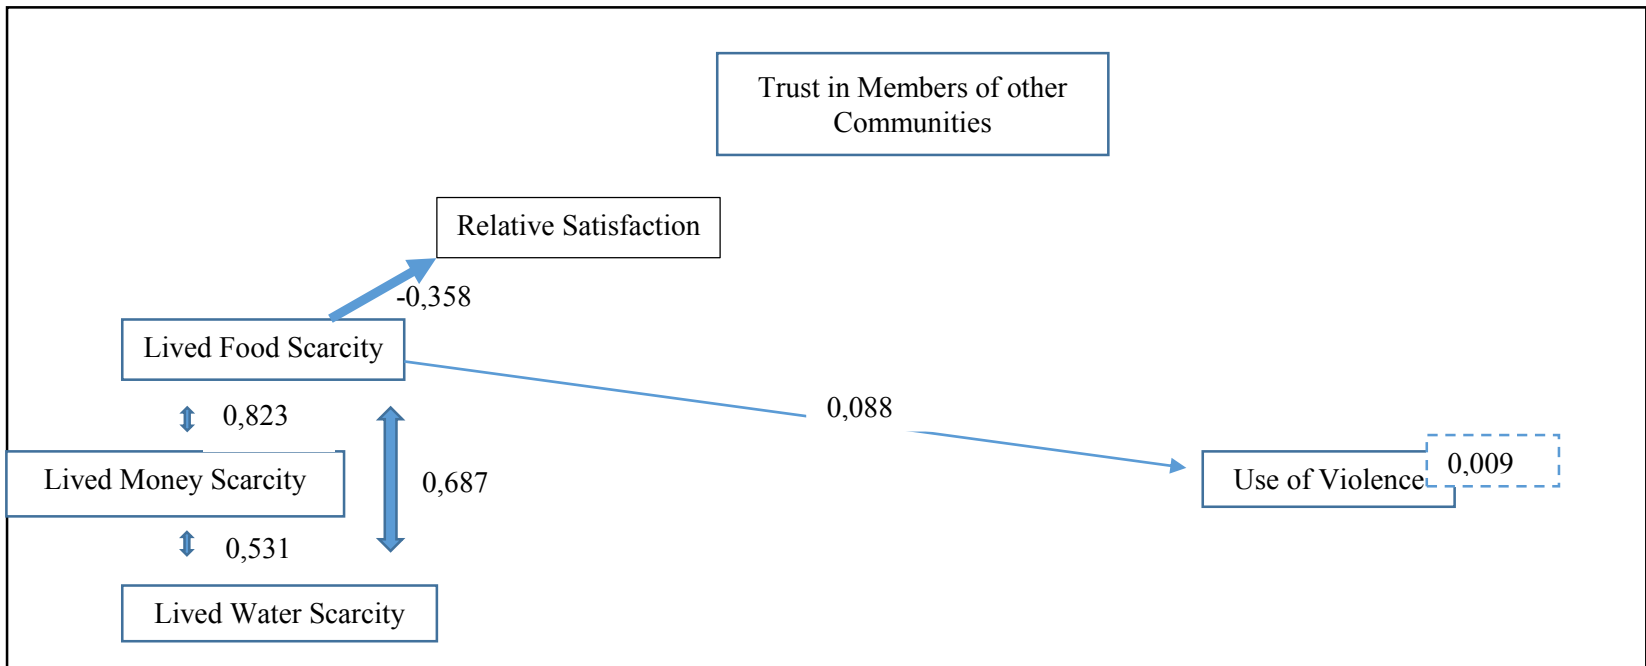 Trust in Members of other
Communities
Relative Satisfaction
-0,358
Lived Food Scarcity
0,823
0,088
Lived Money Scarcity
0,687
Use of Violence
0,009
0,531
Lived Water Scarcity